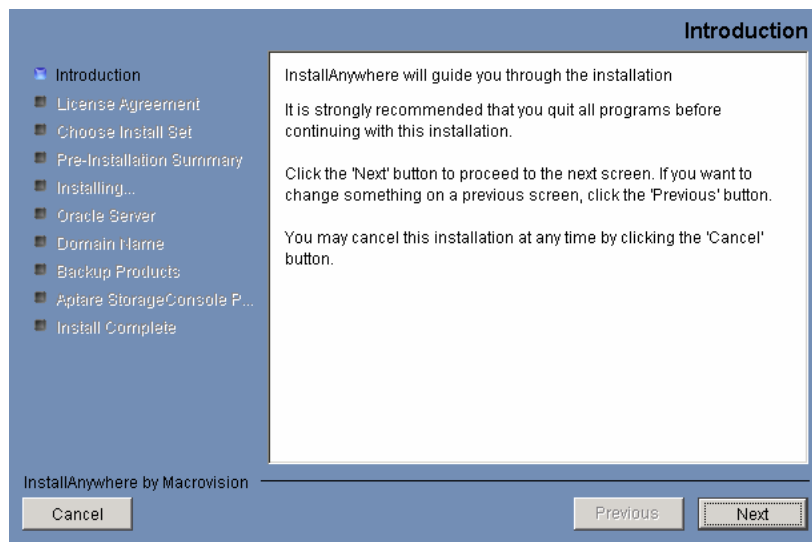 Introduction
Introduction
License Agreement
Choose Install Set
Pre-Installation Summary
Installing...
Oracle Server
Domain Name
Backup Products
Aptare StorageConsole P...
Install Complete
InstallAnywhere will guide you through the installation
It is strongly recommended that you quit all programs before
continuing with this installation.
Click the 'Next' button to proceed to the next screen. If you want to
change something on a previous screen, click the 'Previous' button.
You may cancel this installation at any time by clicking the 'Cancel'
button.
InstallAnywhere by Macrovision
Cancel
Previous
Next